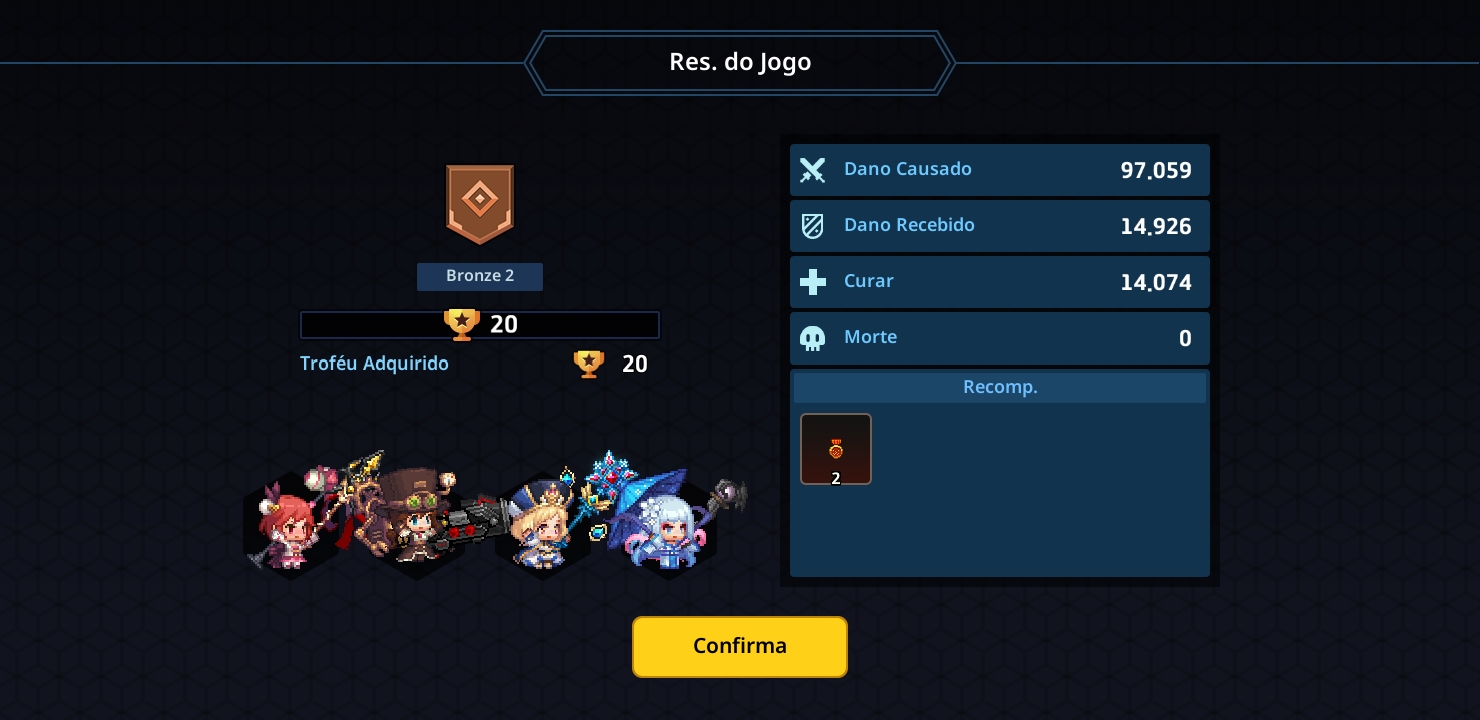 Res. do Jogo
Bronze 2
20
Troféu Adquirido 20
Dano Causado 97.059
Dano Recebido 14.926
Curar 14.074
Morte 0
Recomp.
2
Confirma